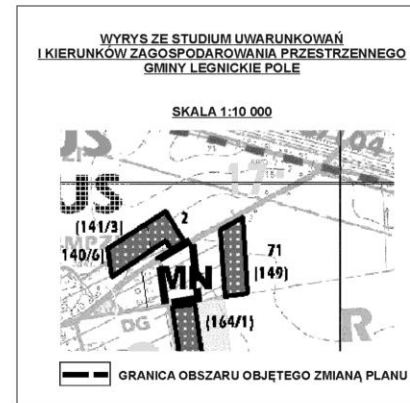 WYRYS ZE STUDIUM UWARUNKOWAŃ
I KIERUNKÓW ZAGOSPODAROWANIA PRZESTRZENNEGO
GMINY LEGNICKIE POLE
SKALA 1:10 000
US
(141/3)
2
140/6)
MN
71
(149)
DG
(164/1)
R
GRANICA OBSZARU OBJĘTEGO ZMIANĄ PLANU